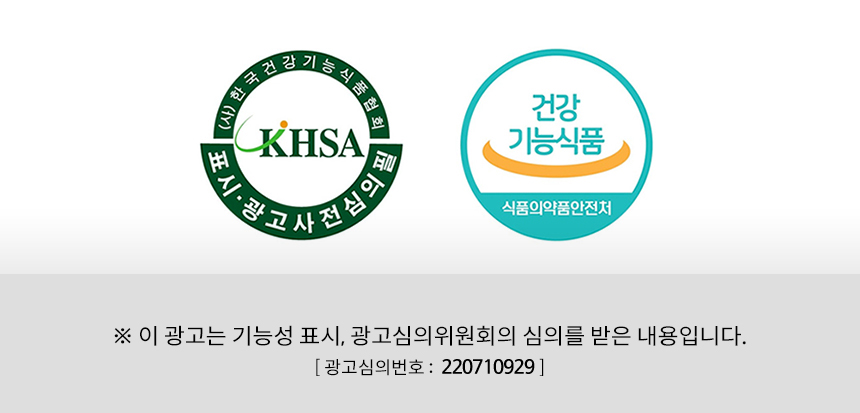 (사)한국건강기능식품협회
KHSA
표시·광고사전심의필
건강
기능식품
식품의약품안전처
※ 이 광고는 기능성 표시, 광고심의위원회의 심의를 받은 내용입니다.
[ 광고심의번호 : 220710929 ]